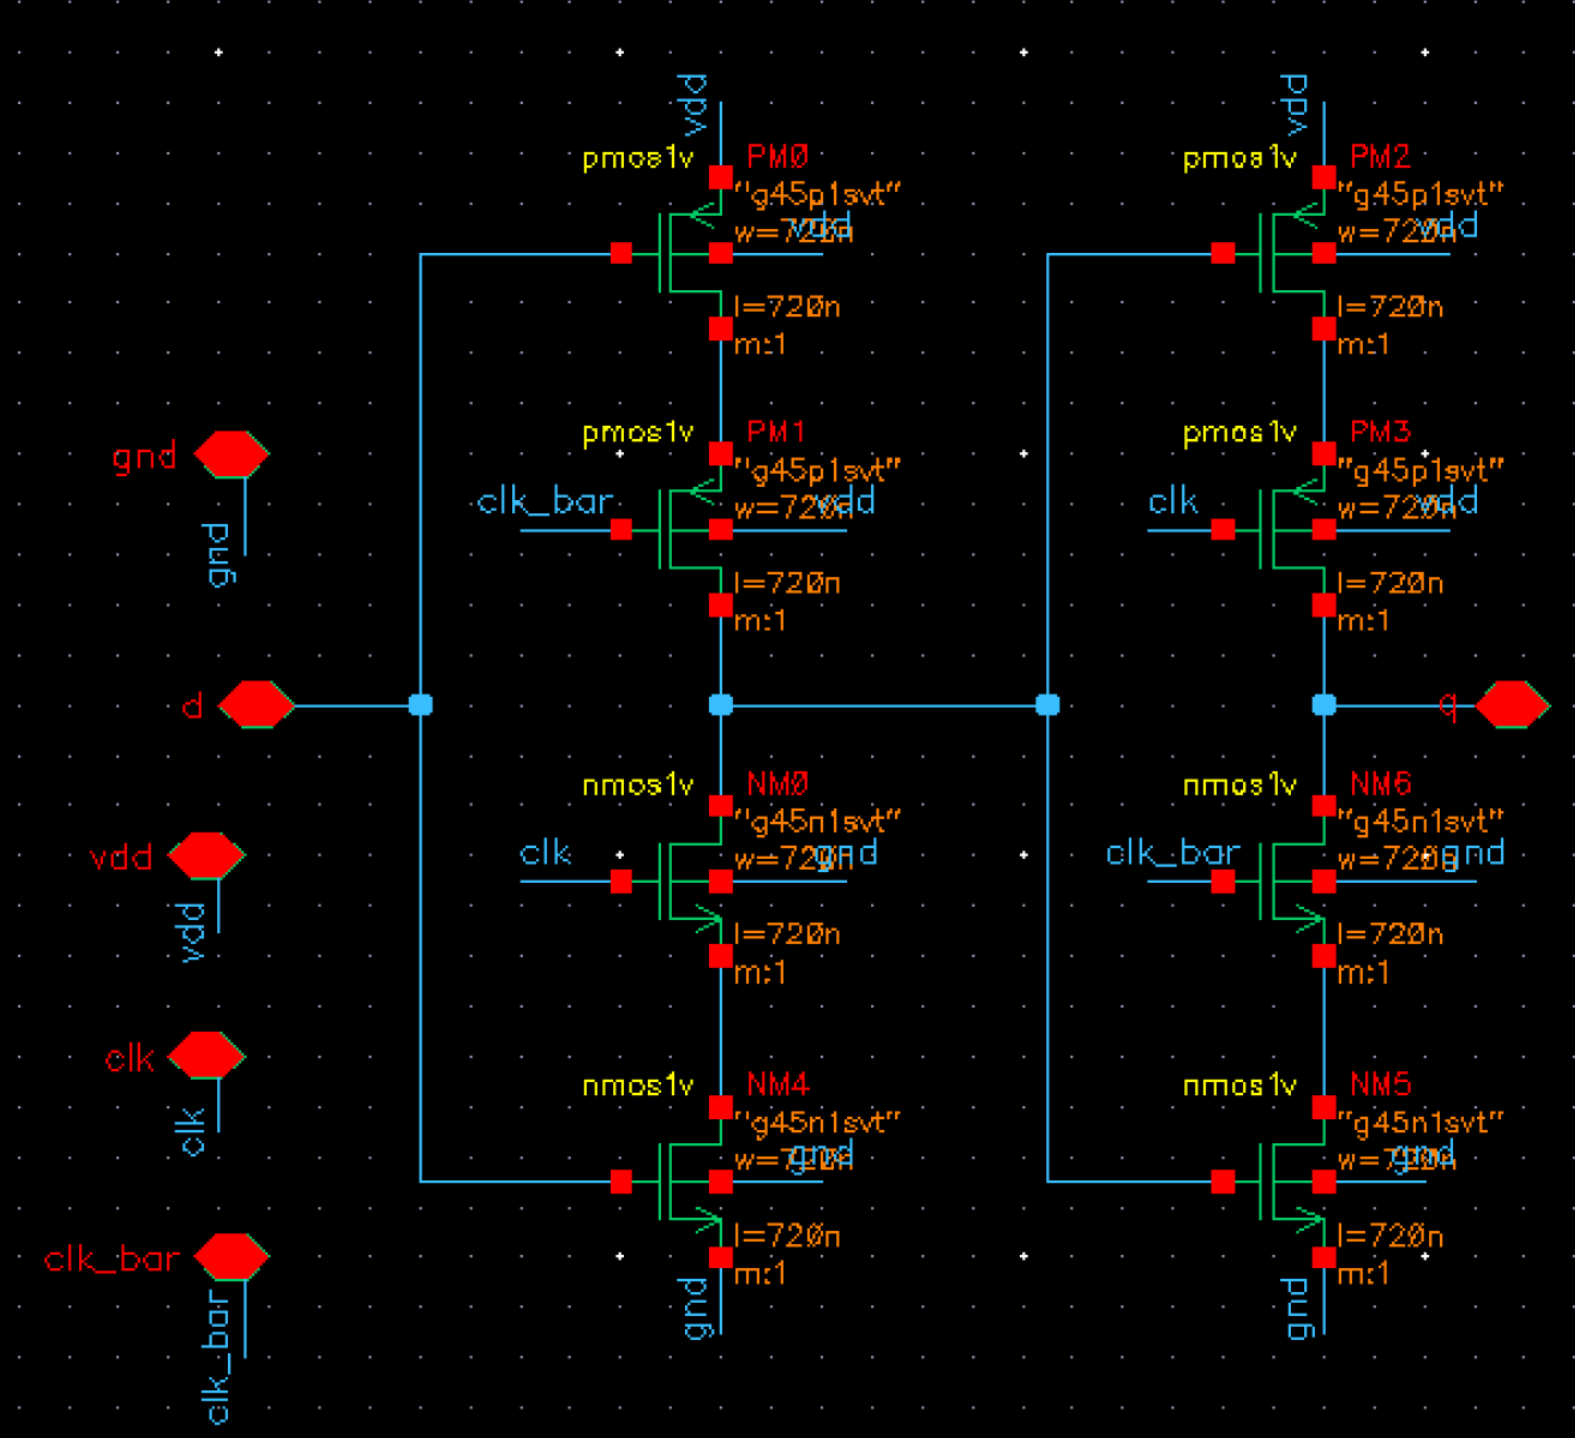 vdd
pmos1v PM0
"g45p1svt"
w=720n vdd
l=720n
m:1
vdd
pmos1v PM2
"g45p1svt"
w=720n vdd
l=720n
m:1
gnd
gnd
pmos1v PM1
"g45p1svt"
clk_bar w=720n vdd
l=720n
m:1
pmos1v PM3
"g45p1svt"
clk w=720n vdd
l=720n
m:1
d
q
vdd
vdd
nmos1v NM0
"g45n1svt"
clk w=720n gnd
l=720n
m:1
nmos1v NM6
"g45n1svt"
clk_bar w=720n gnd
l=720n
m:1
clk
clk
nmos1v NM4
"g45n1svt"
w=720n gnd
l=720n
m:1
gnd
nmos1v NM5
"g45n1svt"
w=720n gnd
l=720n
m:1
gnd
clk_bar
clk_bar